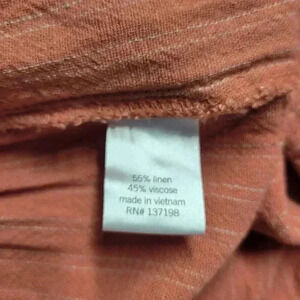 55% linen
45% viscose
made in vietnam
RN# 137198